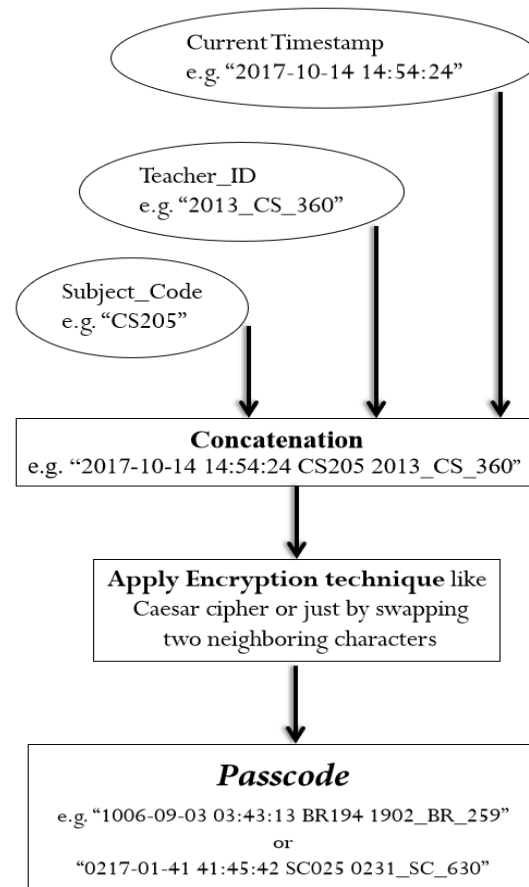 Current Timestamp
e.g. “2017-10-14 14:54:24”
Teacher_ID
e.g. “2013_CS_360”
Subject_Code
e.g. “CS205”
Concatenation
e.g. “2017-10-14 14:54:24 CS205 2013_CS_360”
Apply Encryption technique like
Caesar cipher or just by swapping
two neighboring characters
Passcode
e.g. “1006-09-03 03:43:13 BR194 1902_BR_259”
or
“0217-01-41 41:45:42 SC025 0231_SC_630”